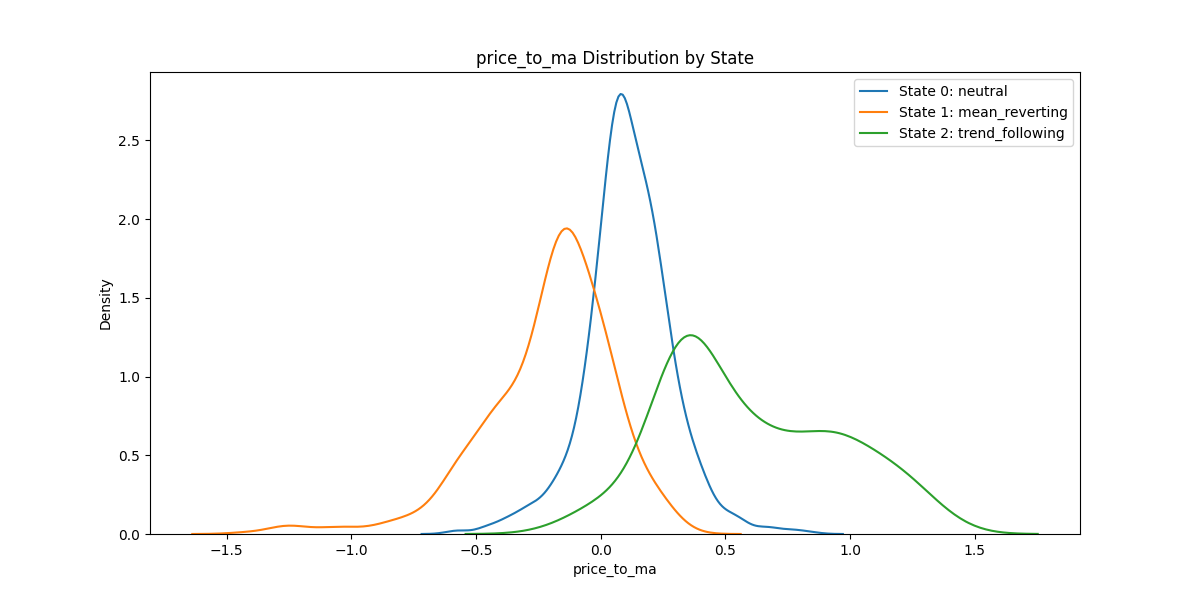 price_to_ma Distribution by State
State 0: neutral
State 1: mean_reverting
State 2: trend_following
Density
2.5
2.0
1.5
1.0
0.5
0.0
−1.5 −1.0 −0.5 0.0 0.5 1.0 1.5
price_to_ma